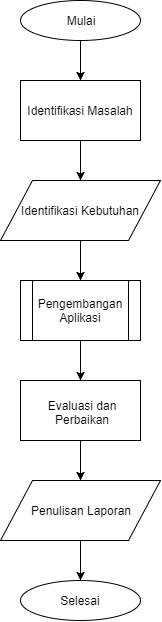 Mulai
Identifikasi Masalah
Identifikasi Kebutuhan
Pengembangan
Aplikasi
Evaluasi dan
Perbaikan
Penulisan Laporan
Selesai